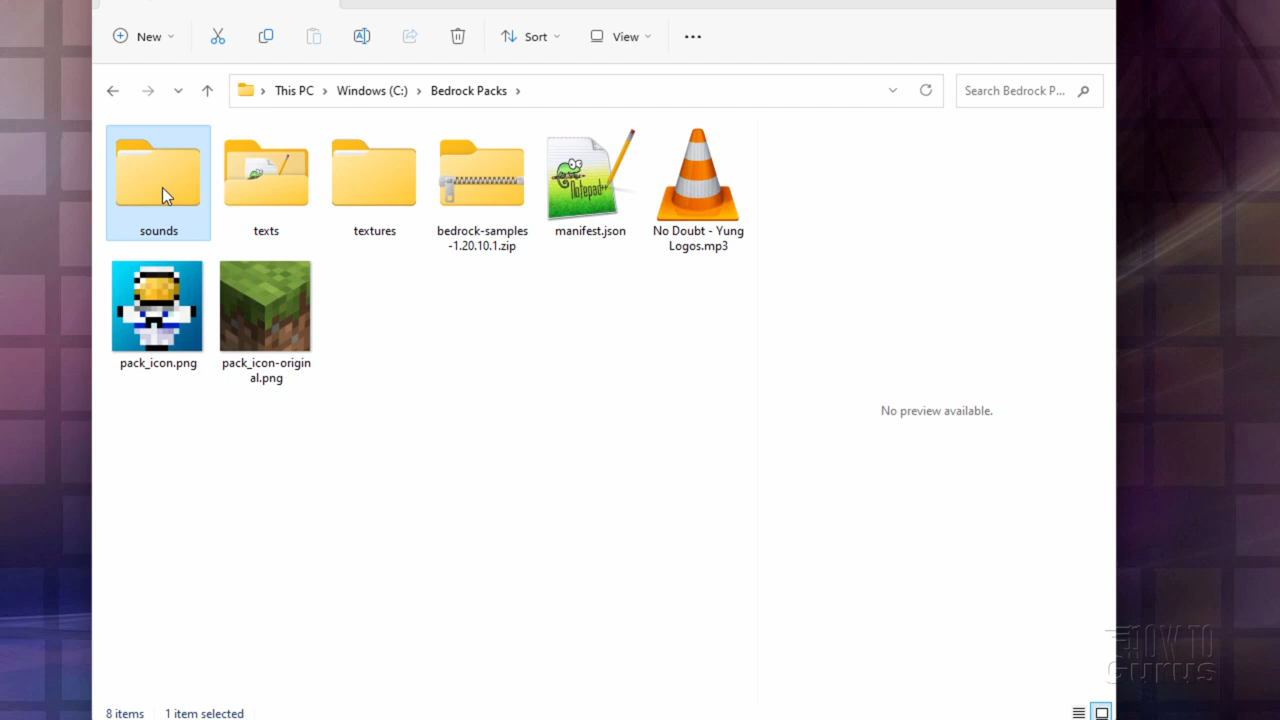 New
Sort
View
This PC
Windows (C:)
Bedrock Packs
Search Bedrock P...
Notepad++
sounds
texts
textures
bedrock-samples
-1.20.10.1.zip
manifest.json
No Doubt - Yung
Logos.mp3
pack_icon.png
pack_icon-origin
al.png
No preview available.
HOW TO
Gurus
8 items
1 item selected